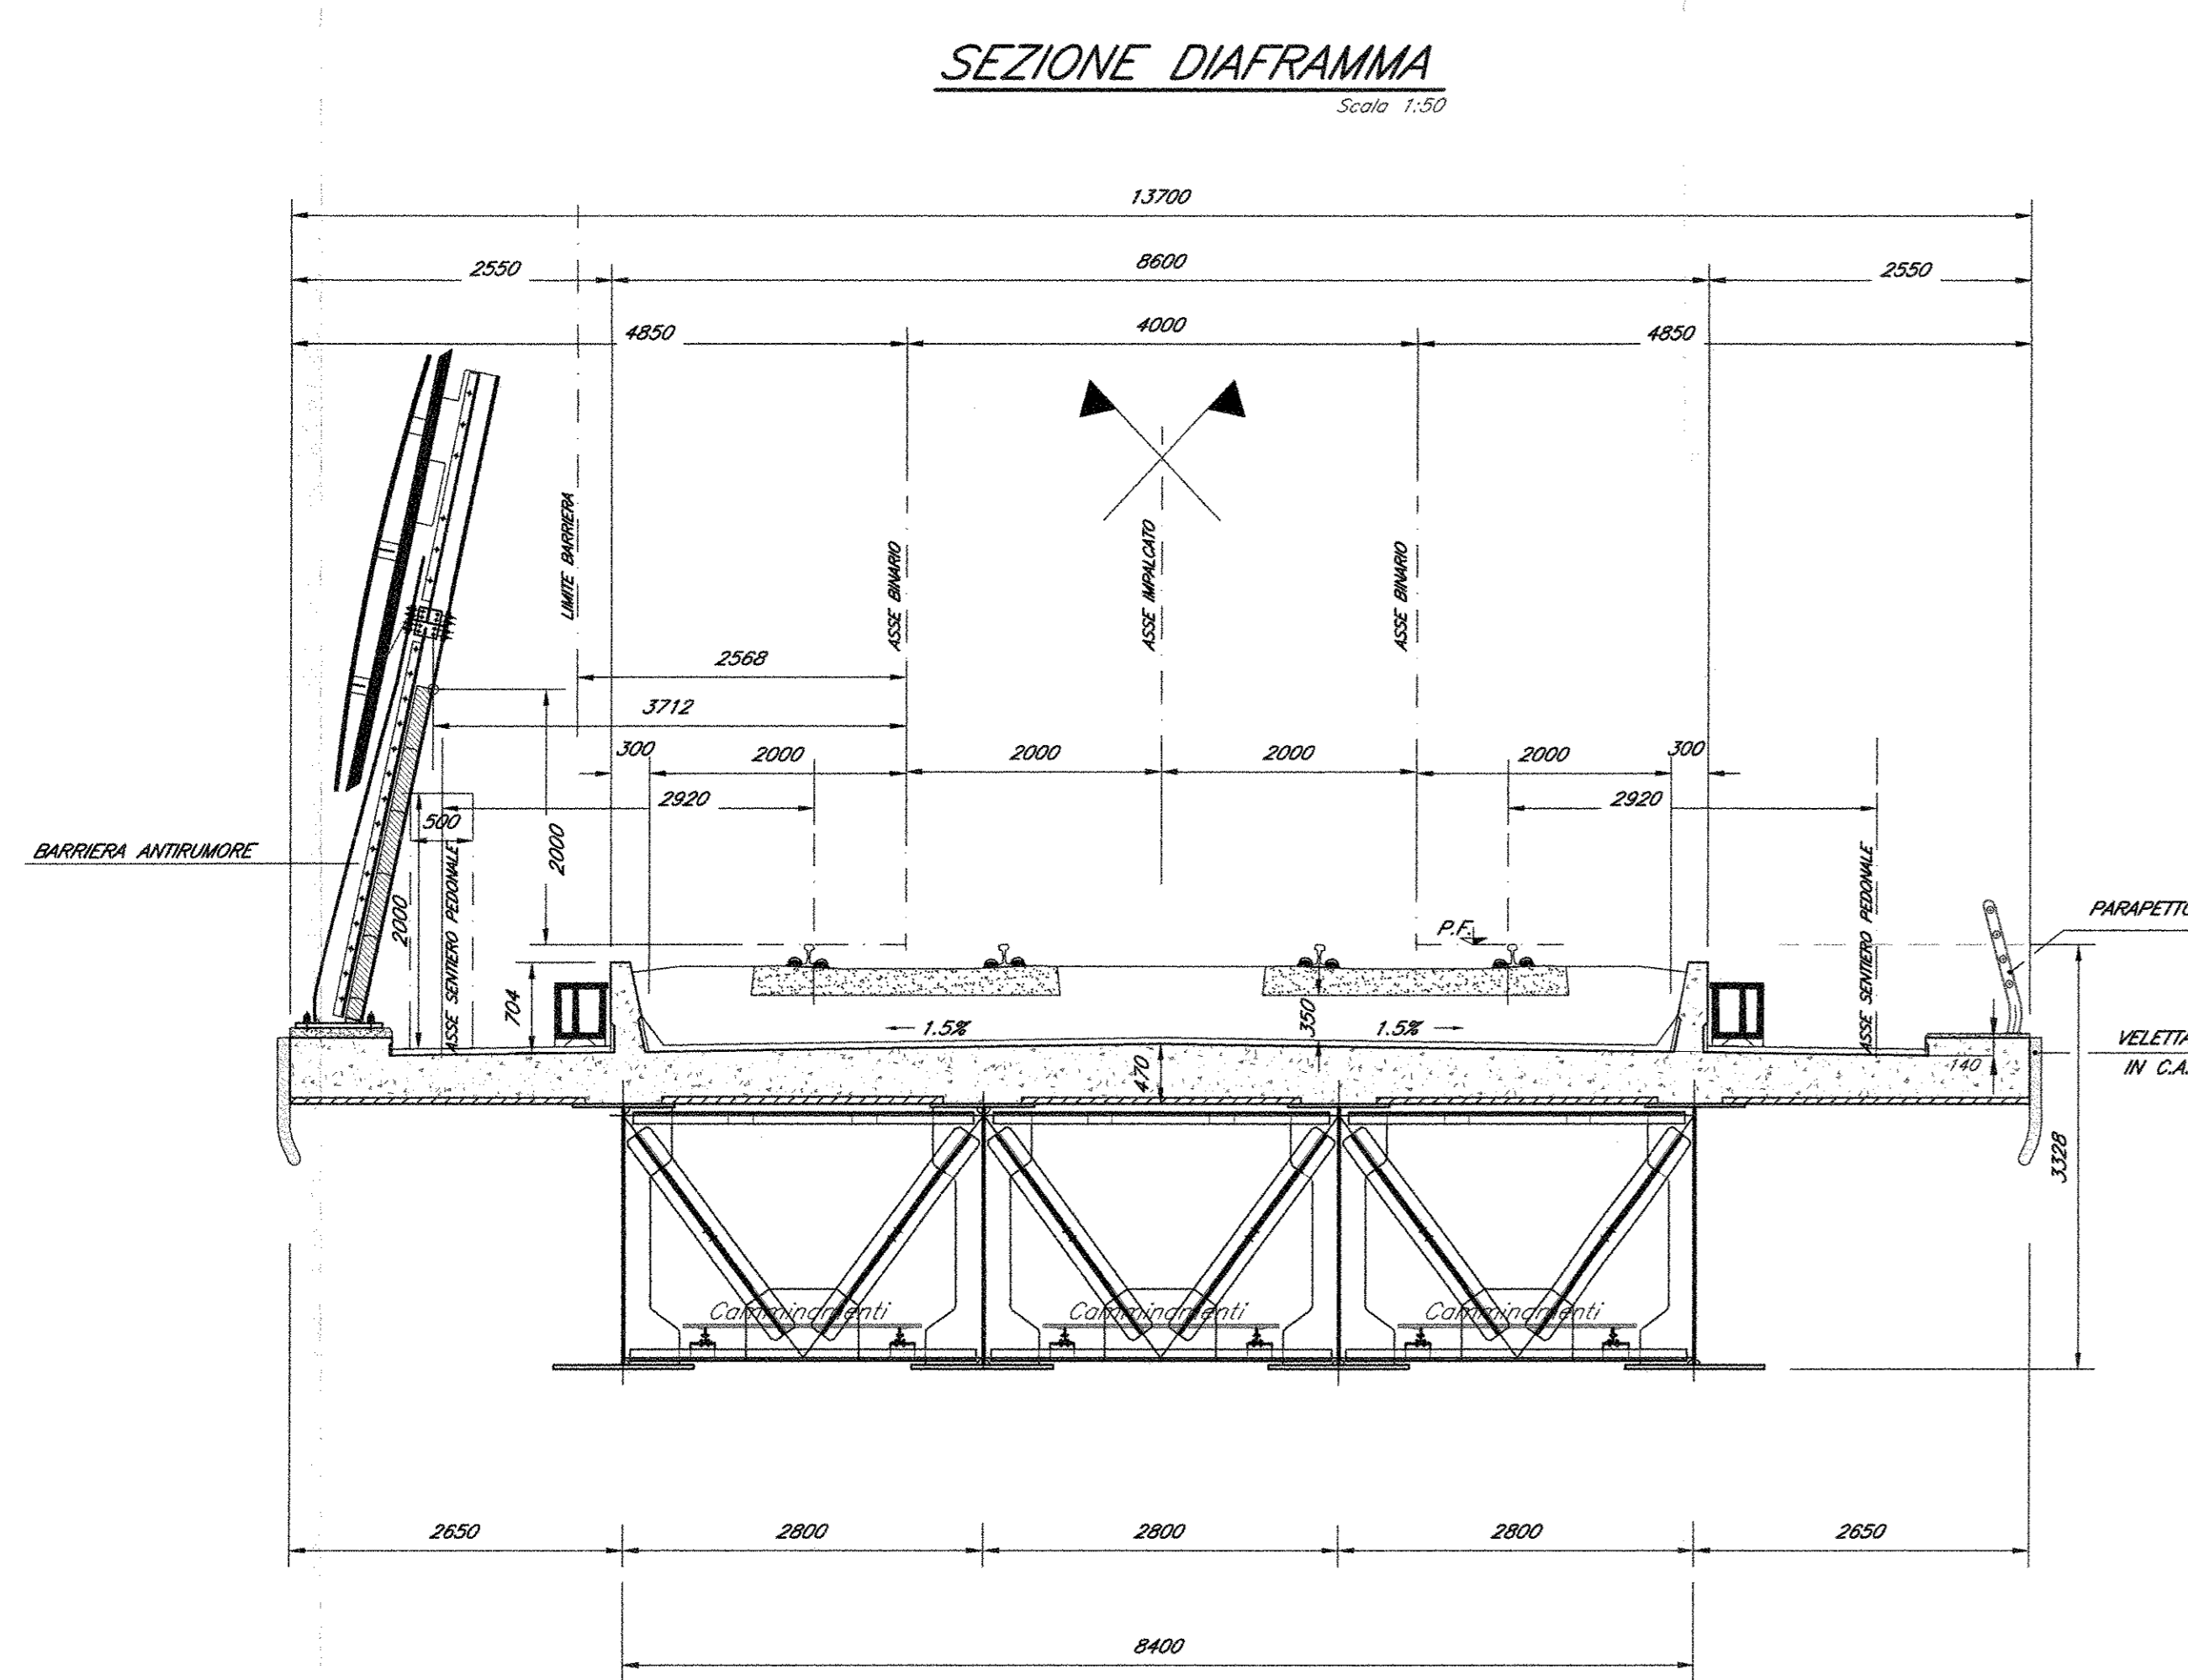 SEZIONE DIAFRAMMA
Scala 1:50
13700
2550
8600
2550
4850
4000
4850
LIMITE BARRIERA
ASSE BINARIO
ASSE IMPALCATO
ASSE BINARIO
2568
3712
300
2000
2000
2000
2000
300
2920
2920
500
2000
BARRIERA ANTIRUMORE
2000
ASSE SENTIERO PEDONALE
ASSE SENTIERO PEDONALE
P.F.
PARAPETTO
704
1.5%
350
1.5%
VELETTA
IN C.A.
140
470
3328
Camminamenti
Camminamenti
Camminamenti
2650
2800
2800
2800
2650
8400